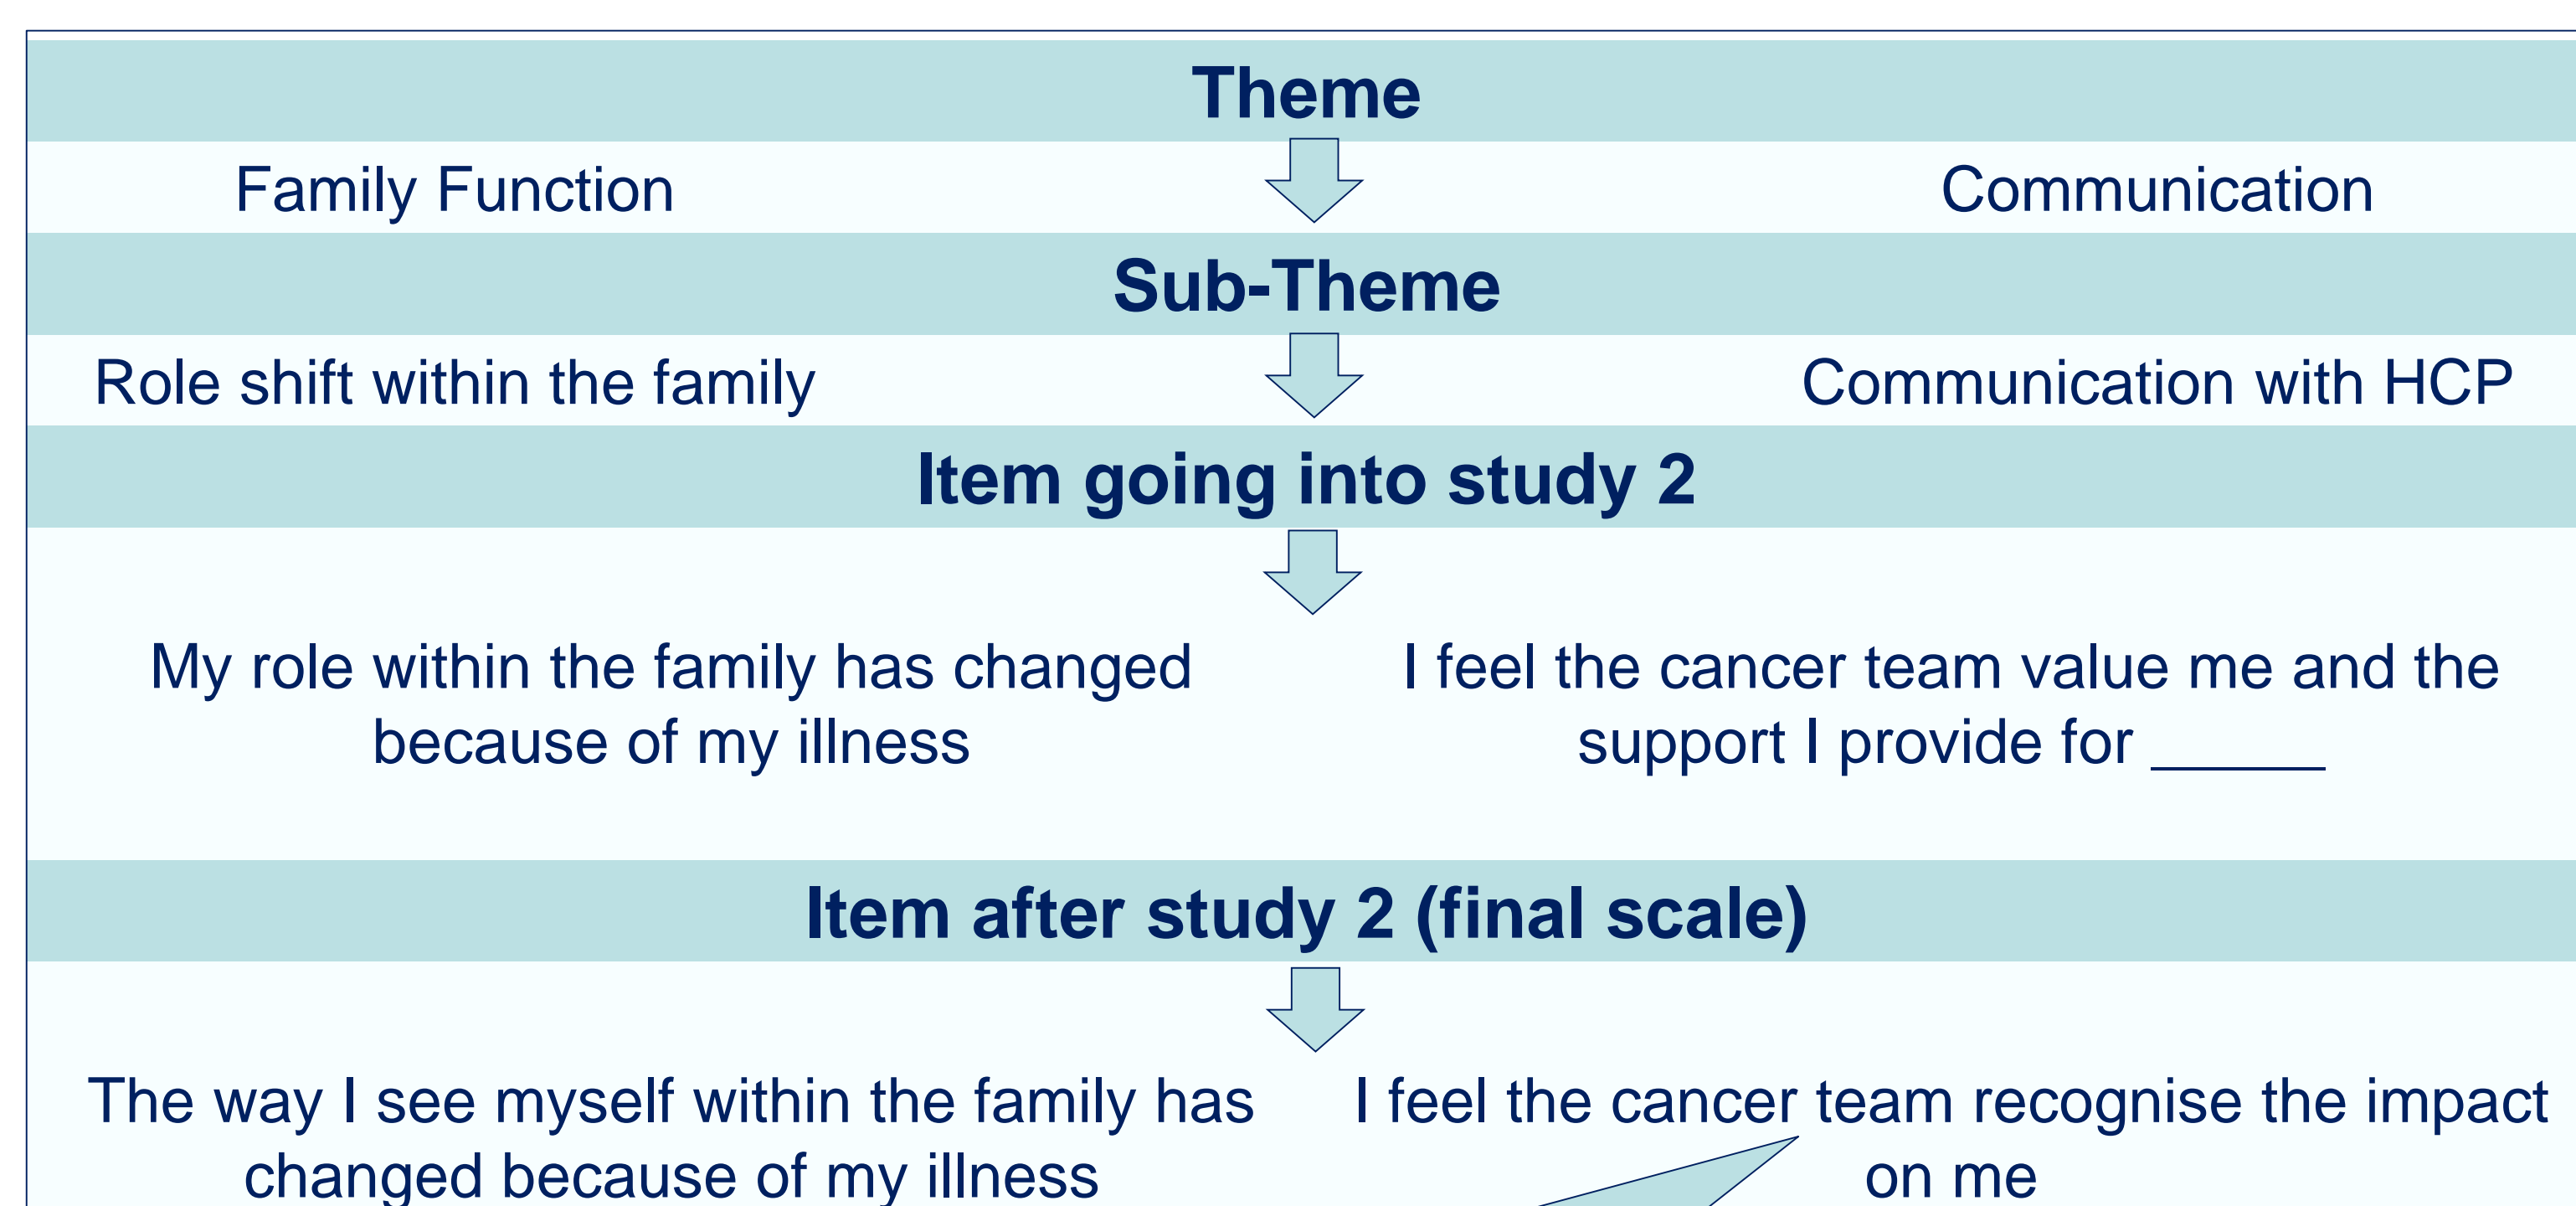 Theme
Family Function
Communication
Sub-Theme
Role shift within the family
Communication with HCP
Item going into study 2
My role within the family has changed
because of my illness
I feel the cancer team value me and the
support I provide for _____
Item after study 2 (final scale)
The way I see myself within the family has
changed because of my illness
I feel the cancer team recognise the impact
on me